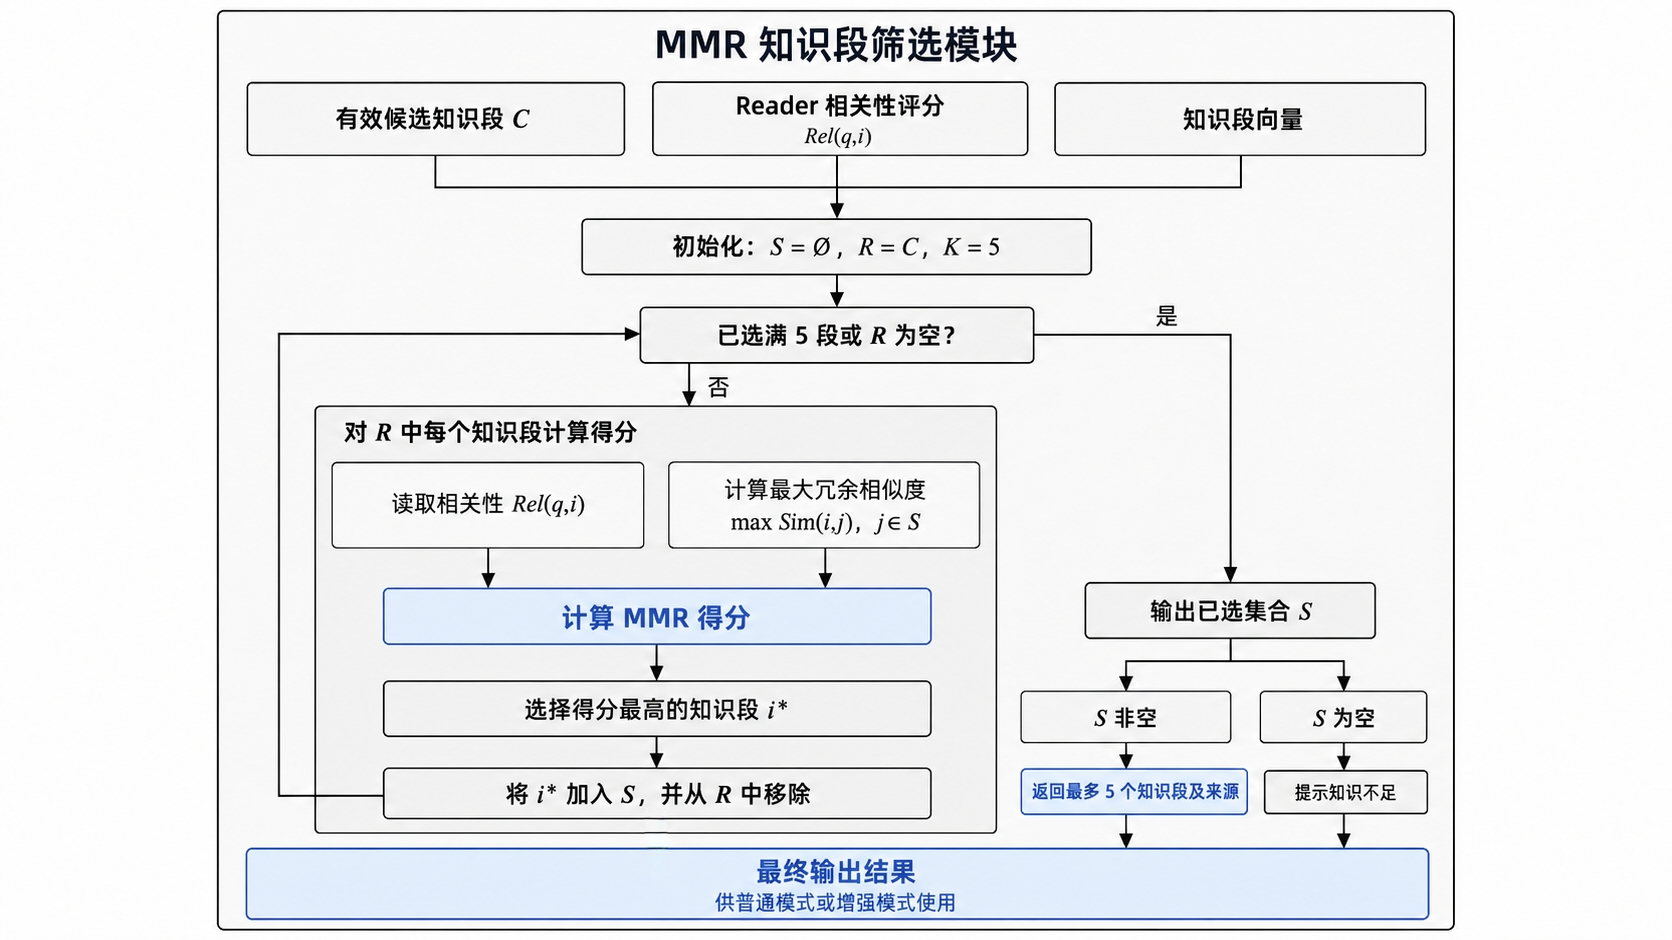 MMR 知识段筛选模块
有效候选知识段 C
Reader 相关性评分
Rel(q,i)
知识段向量
初始化：S = Ø，R = C，K = 5
已选满 5 段或 R 为空？
是
否
对 R 中每个知识段计算得分
读取相关性 Rel(q,i)
计算最大冗余相似度
max Sim(i,j)，j∈ S
计算 MMR 得分
选择得分最高的知识段 i*
将 i* 加入 S，并从 R 中移除
输出已选集合 S
S 非空
S 为空
返回最多 5 个知识段及来源
提示知识不足
最终输出结果
供普通模式或增强模式使用